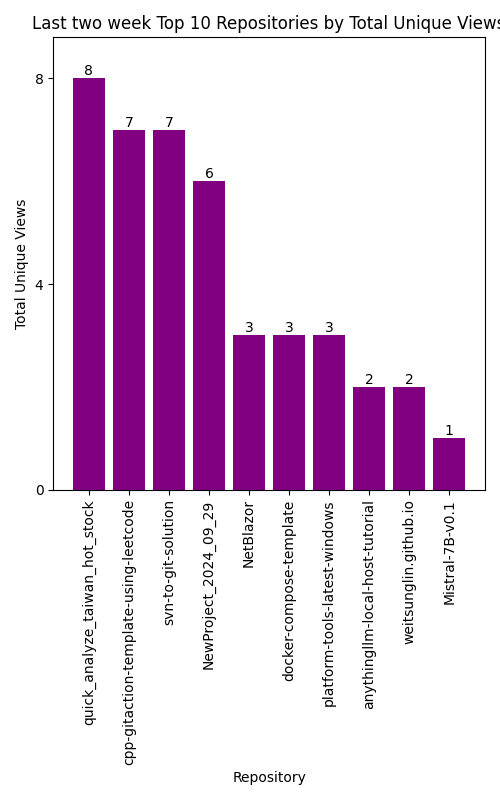 Last two week Top 10 Repositories by Total Unique Views
Total Unique Views
8
4
0
8
7
7
6
3
3
3
2
2
1
quick_analyze_taiwan_hot_stock
cpp-gitaction-template-using-leetcode
svn-to-git-solution
NewProject_2024_09_29
NetBlazor
docker-compose-template
platform-tools-latest-windows
anythingllm-local-host-tutorial
weitsunglin.github.io
Mistral-7B-v0.1
Repository